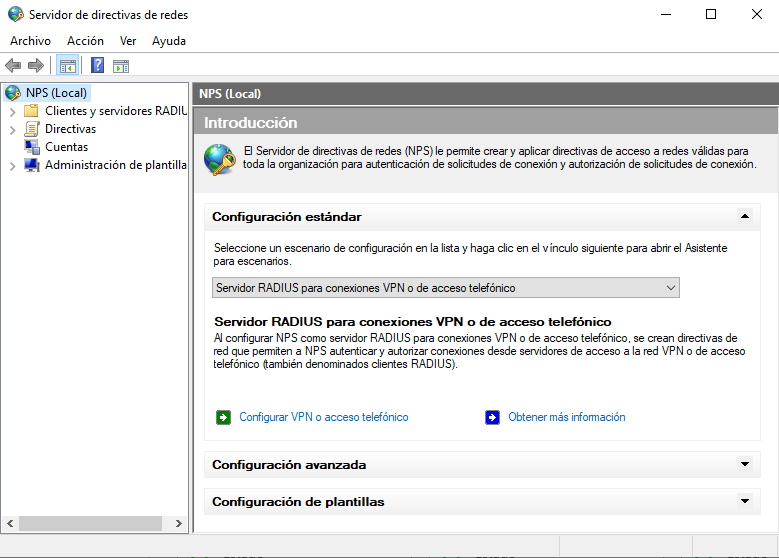 Servidor de directivas de redes
Archivo Acción Ver Ayuda
NPS (Local)
Clientes y servidores RADIU
Directivas
Cuentas
Administración de plantilla
NPS (Local)
Introducción
El Servidor de directivas de redes (NPS) le permite crear y aplicar directivas de acceso a redes válidas para
toda la organización para autenticación de solicitudes de conexión y autorización de solicitudes de conexión.
Configuración estándar
Seleccione un escenario de configuración en la lista y haga clic en el vínculo siguiente para abrir el Asistente
para escenarios.
Servidor RADIUS para conexiones VPN o de acceso telefónico
Servidor RADIUS para conexiones VPN o de acceso telefónico
Al configurar NPS como servidor RADIUS para conexiones VPN o de acceso telefónico, se crean directivas de
red que permiten a NPS autenticar y autorizar conexiones desde servidores de acceso a la red VPN o de acceso
telefónico (también denominados clientes RADIUS).
Configurar VPN o acceso telefónico Obtener más información
Configuración avanzada
Configuración de plantillas